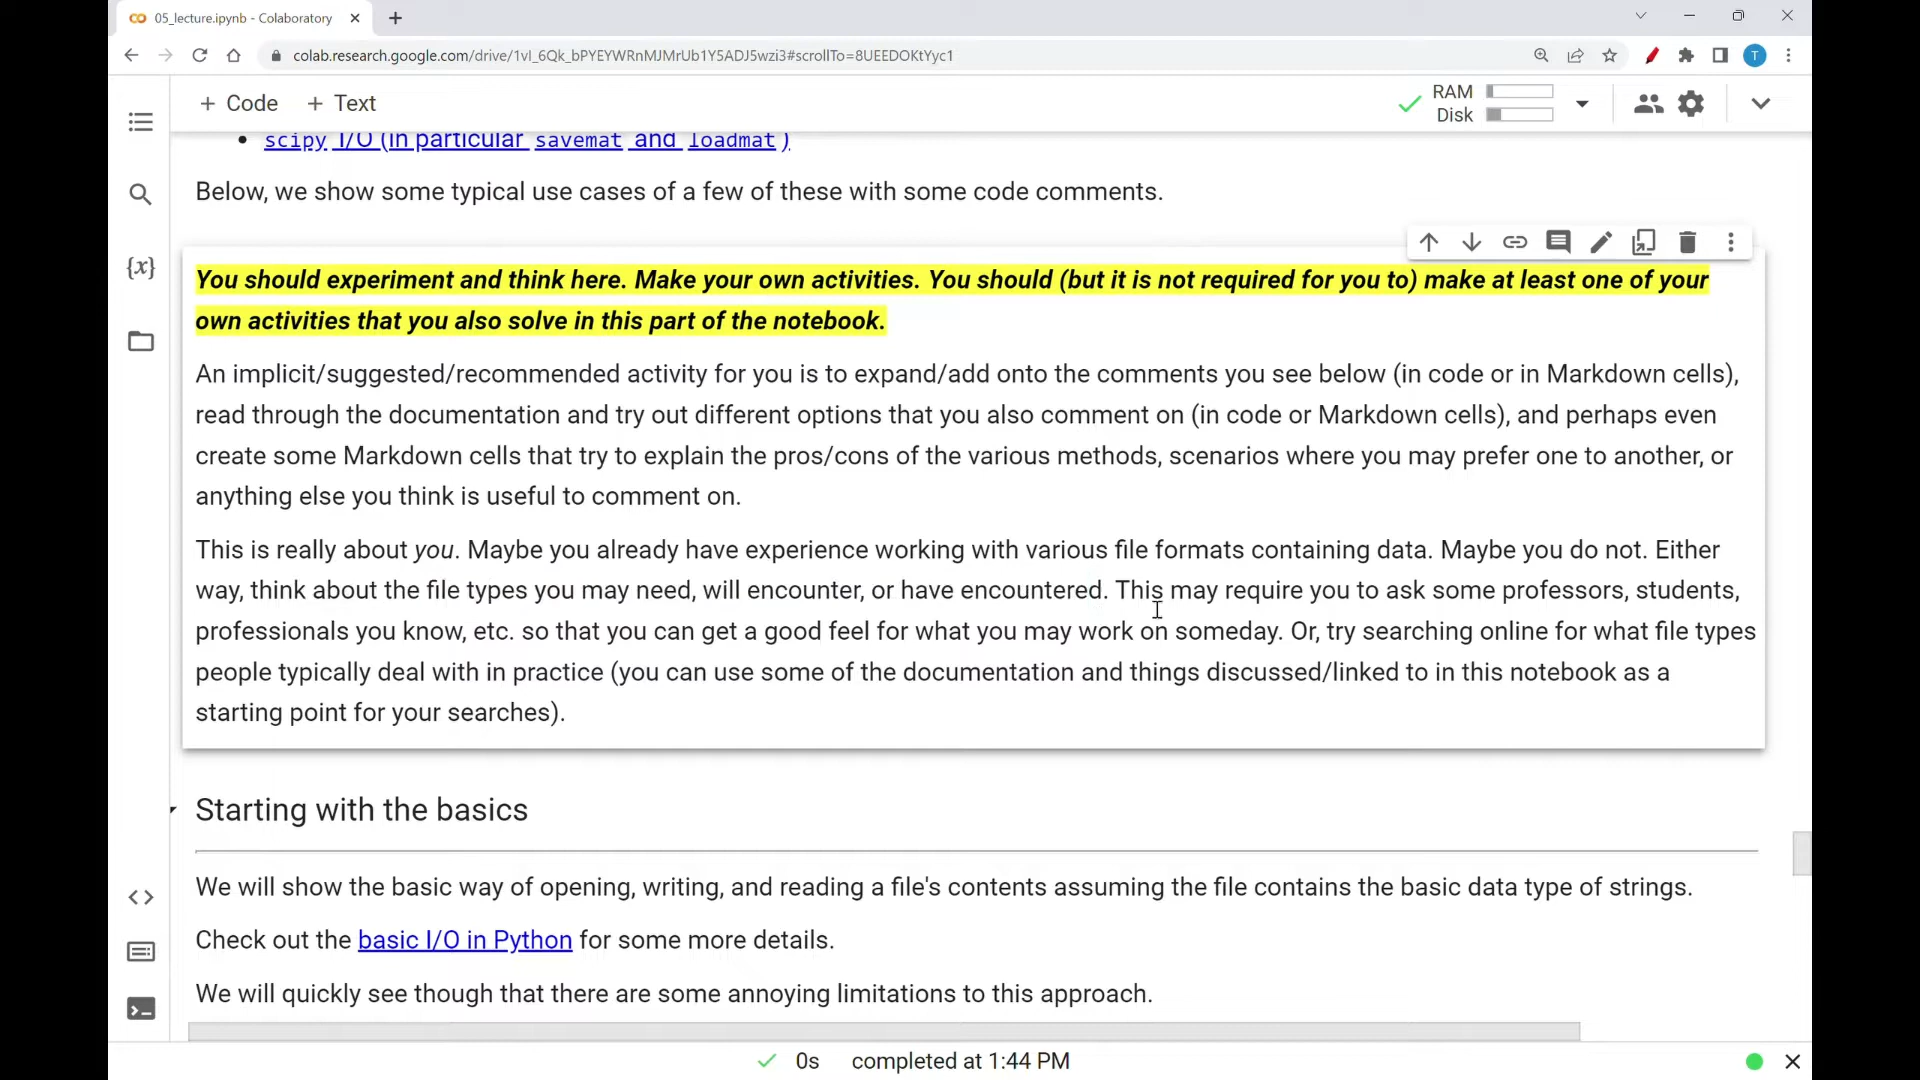 05_lecture.ipynb - Colaboratory
colab.research.google.com/drive/1vI_6Qk_bPYEYWRnMJMrUb1Y5ADJ5wzi3#scrollTo=8UEEDOKtYyc1
T
+ Code + Text
RAM
Disk
• scipy I/O (in particular savemat and loadmat)
Below, we show some typical use cases of a few of these with some code comments.
{x}
You should experiment and think here. Make your own activities. You should (but it is not required for you to) make at least one of your
own activities that you also solve in this part of the notebook.
An implicit/suggested/recommended activity for you is to expand/add onto the comments you see below (in code or in Markdown cells),
read through the documentation and try out different options that you also comment on (in code or Markdown cells), and perhaps even
create some Markdown cells that try to explain the pros/cons of the various methods, scenarios where you may prefer one to another, or
anything else you think is useful to comment on.
This is really about you. Maybe you already have experience working with various file formats containing data. Maybe you do not. Either
way, think about the file types you may need, will encounter, or have encountered. This may require you to ask some professors, students,
professionals you know, etc. so that you can get a good feel for what you may work on someday. Or, try searching online for what file types
people typically deal with in practice (you can use some of the documentation and things discussed/linked to in this notebook as a
starting point for your searches).
Starting with the basics
We will show the basic way of opening, writing, and reading a file's contents assuming the file contains the basic data type of strings.
Check out the basic I/O in Python for some more details.
We will quickly see though that there are some annoying limitations to this approach.
0s completed at 1:44 PM